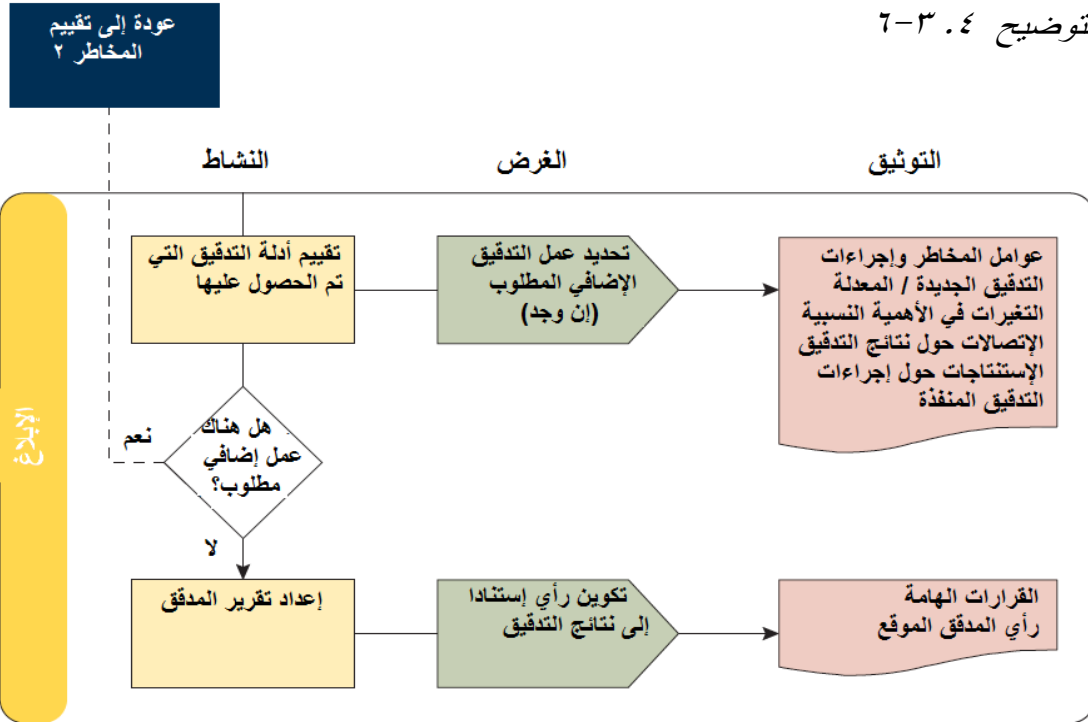 توضيح ٤. ٣-٦
عودة إلى تقييم
المخاطر ٢
النشاط
الغرض
التوثيق
الإبلاغ
تقييم أدلة التدقيق التي
تم الحصول عليها
تحديد عمل التدقيق
الإضافي المطلوب
(إن وجد)
عوامل المخاطر وإجراءات
التدقيق الجديدة / المعدلة
التغيرات في الأهمية النسبية
الإتصالات حول نتائج التدقيق
الإستنتاجات حول إجراءات
التدقيق المنفذة
هل هناك
عمل إضافي
مطلوب؟
نعم
لا
إعداد تقرير المدقق
تكوين رأي إستنادا
إلى نتائج التدقيق
القرارات الهامة
رأي المدقق الموقع